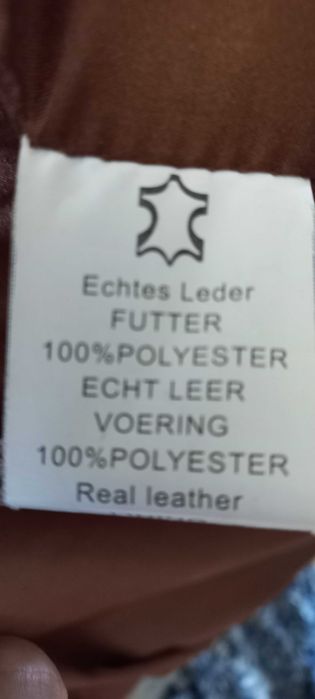 Echtes Leder
FUTTER
100%POLYESTER
ECHT LEER
VOERING
100%POLYESTER
Real leather